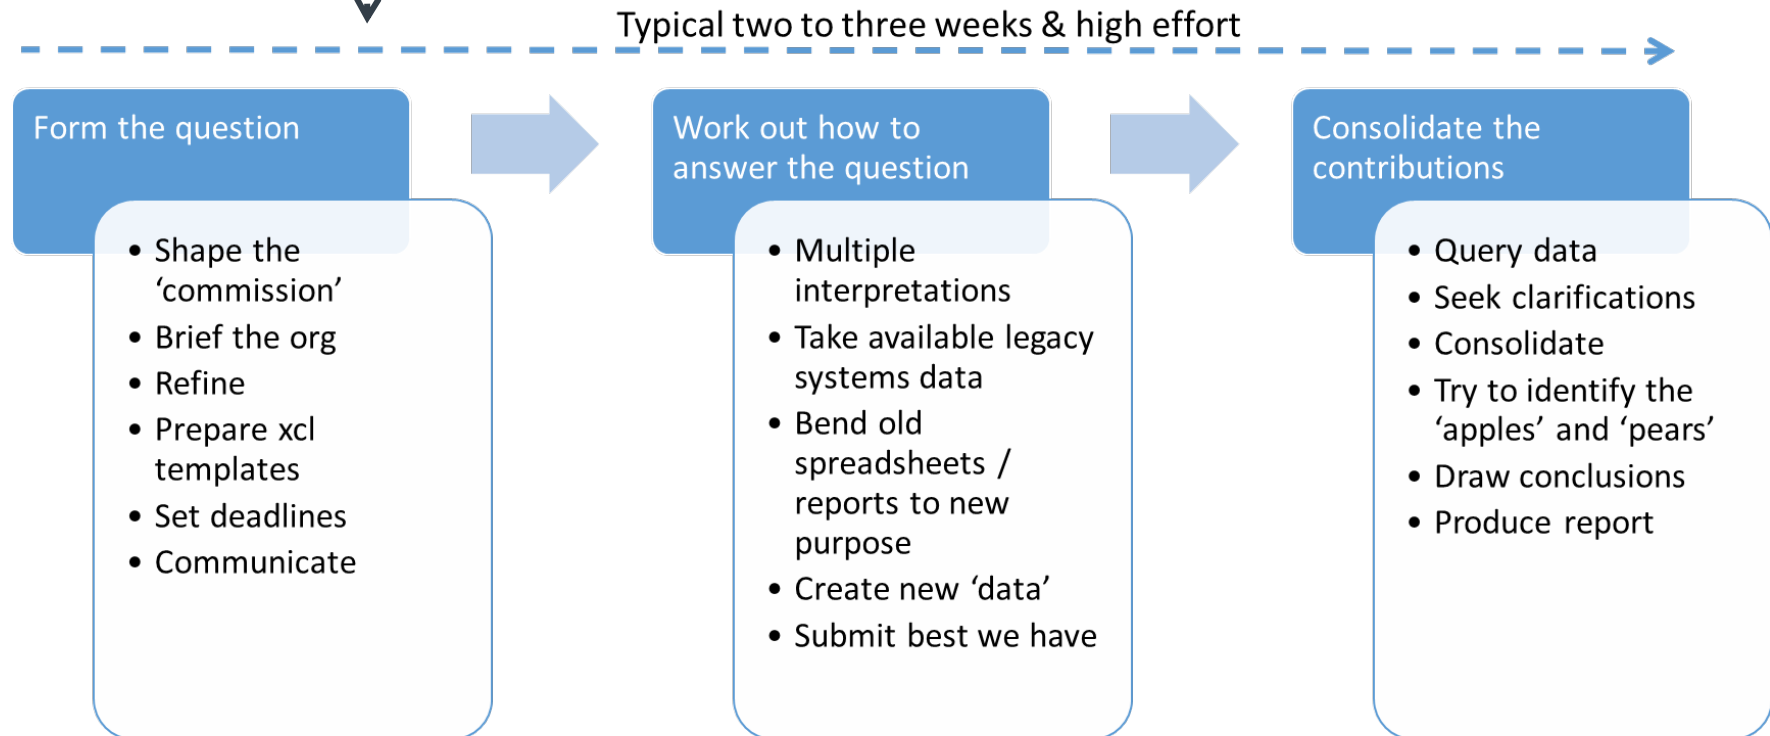 Typical two to three weeks & high effort
Form the question
• Shape the
‘commission’
• Brief the org
• Refine
• Prepare xcl
templates
• Set deadlines
• Communicate
Work out how to
answer the question
• Multiple
interpretations
• Take available legacy
systems data
• Bend old
spreadsheets /
reports to new
purpose
• Create new ‘data’
• Submit best we have
Consolidate the
contributions
• Query data
• Seek clarifications
• Consolidate
• Try to identify the
‘apples’ and ‘pears’
• Draw conclusions
• Produce report